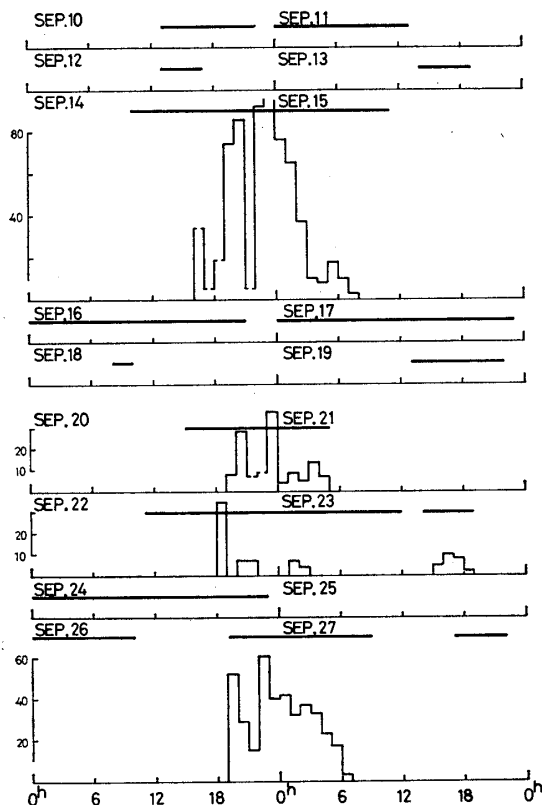 SEP.10 SEP.11
SEP.12 SEP.13
SEP.14 SEP.15
80
40
SEP.16 SEP.17
SEP.18 SEP.19
SEP.20 SEP.21
20
10
SEP.22 SEP.23
20
10
SEP.24 SEP.25
SEP.26 SEP.27
60
40
20
0h 6 12 18 0h 6 12 18 0h